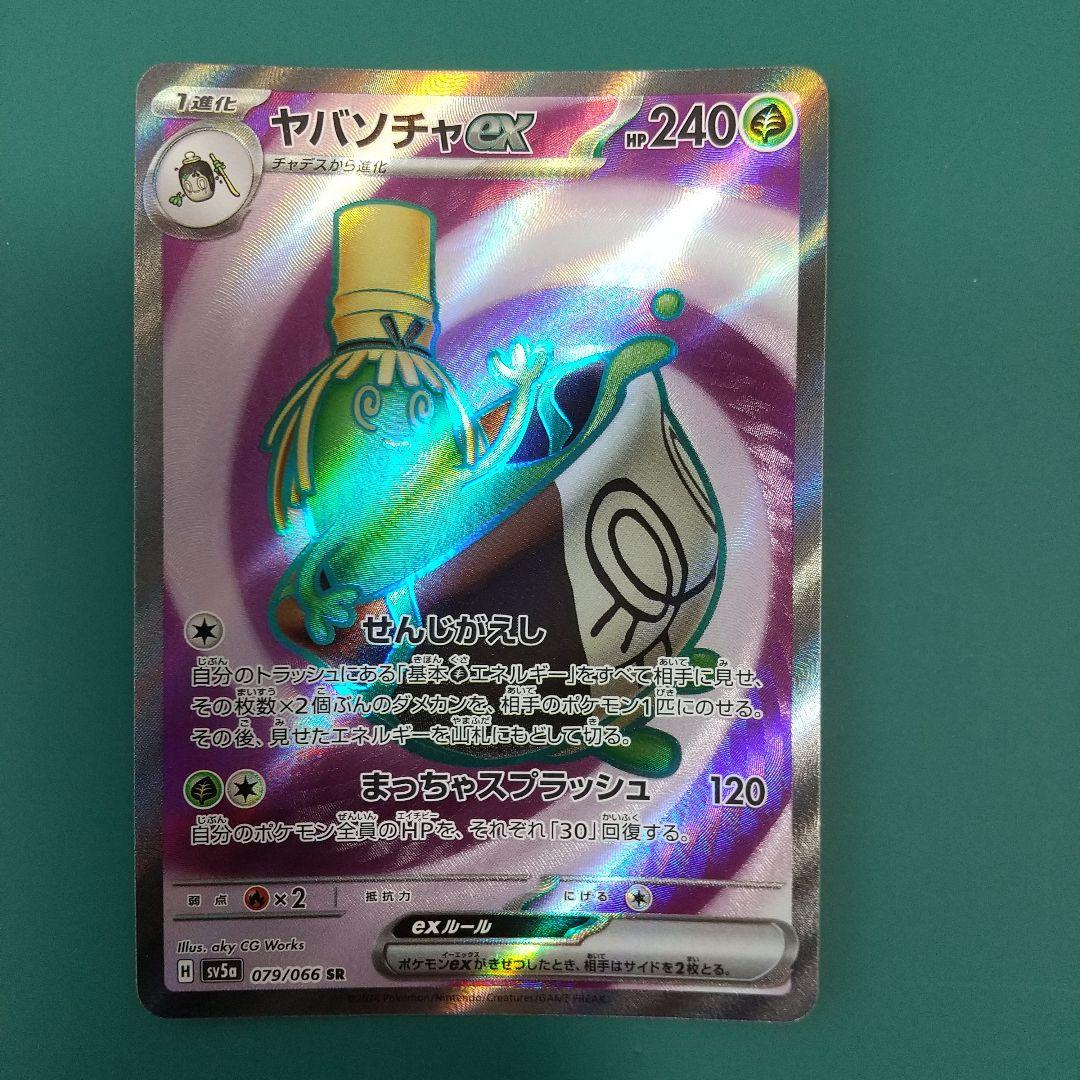 1進化
ヤバソチャex HP240
チャデスから進化
せんじがえし
自分のトラッシュにある「基本エネルギー」をすべて相手に見せ、
その枚数×2個ぶんのダメカンを、相手のポケモン1匹にのせる。
その後、見せたエネルギーを山札にもどして切る。
まっちゃスプラッシュ 120
自分のポケモン全員のHPを、それぞれ「30」回復する。
弱点 ×2 抵抗力 にげる
exルール
ポケモンexがきぜつしたとき、相手はサイドを2枚とる。
Illus. aky CG Works
H sv5a 079/066 SR
©2024 Pokémon/Nintendo/Creatures/GAME FREAK.